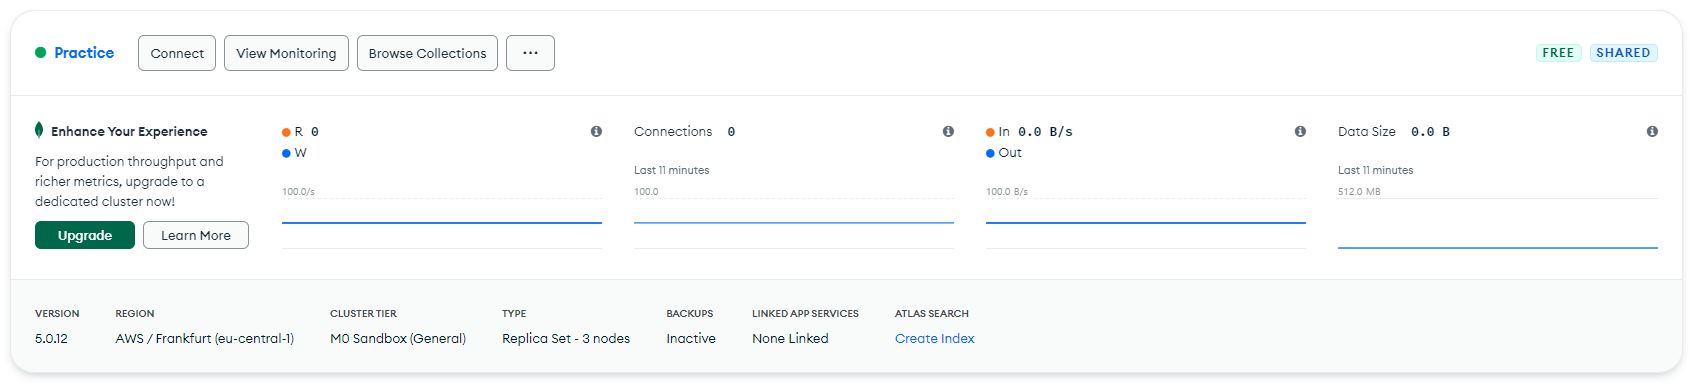 Practice
Connect
View Monitoring
Browse Collections
...
FREE
SHARED
Enhance Your Experience
For production throughput and
richer metrics, upgrade to a
dedicated cluster now!
Upgrade
Learn More
R 0
W
100.0/s
Connections 0
Last 11 minutes
100.0
In 0.0 B/s
Out
100.0 B/s
Data Size 0.0 B
Last 11 minutes
512.0 MB
VERSION
5.0.12
REGION
AWS / Frankfurt (eu-central-1)
CLUSTER TIER
M0 Sandbox (General)
TYPE
Replica Set - 3 nodes
BACKUPS
Inactive
LINKED APP SERVICES
None Linked
ATLAS SEARCH
Create Index